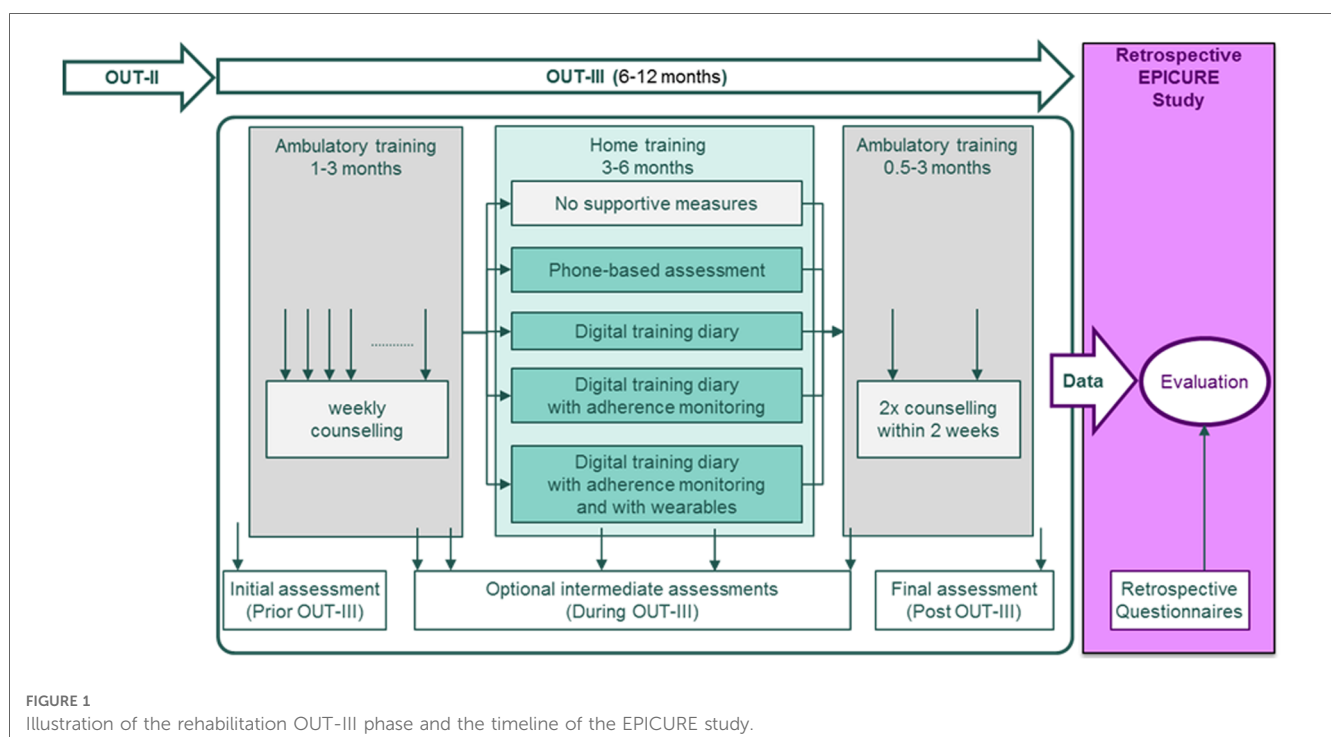 OUT-II
OUT-III (6-12 months)
Retrospective
EPICURE
Study
Ambulatory training
1-3 months
weekly
counselling
Home training
3-6 months
No supportive measures
Phone-based assessment
Digital training diary
Digital training diary
with adherence monitoring
Digital training diary
with adherence monitoring
and with wearables
Ambulatory training
0.5-3 months
2x counselling
within 2 weeks
Data
Evaluation
Initial assessment
(Prior OUT-III)
Optional intermediate assessments
(During OUT-III)
Final assessment
(Post OUT-III)
Retrospective
Questionnaires
FIGURE 1
Illustration of the rehabilitation OUT-III phase and the timeline of the EPICURE study.